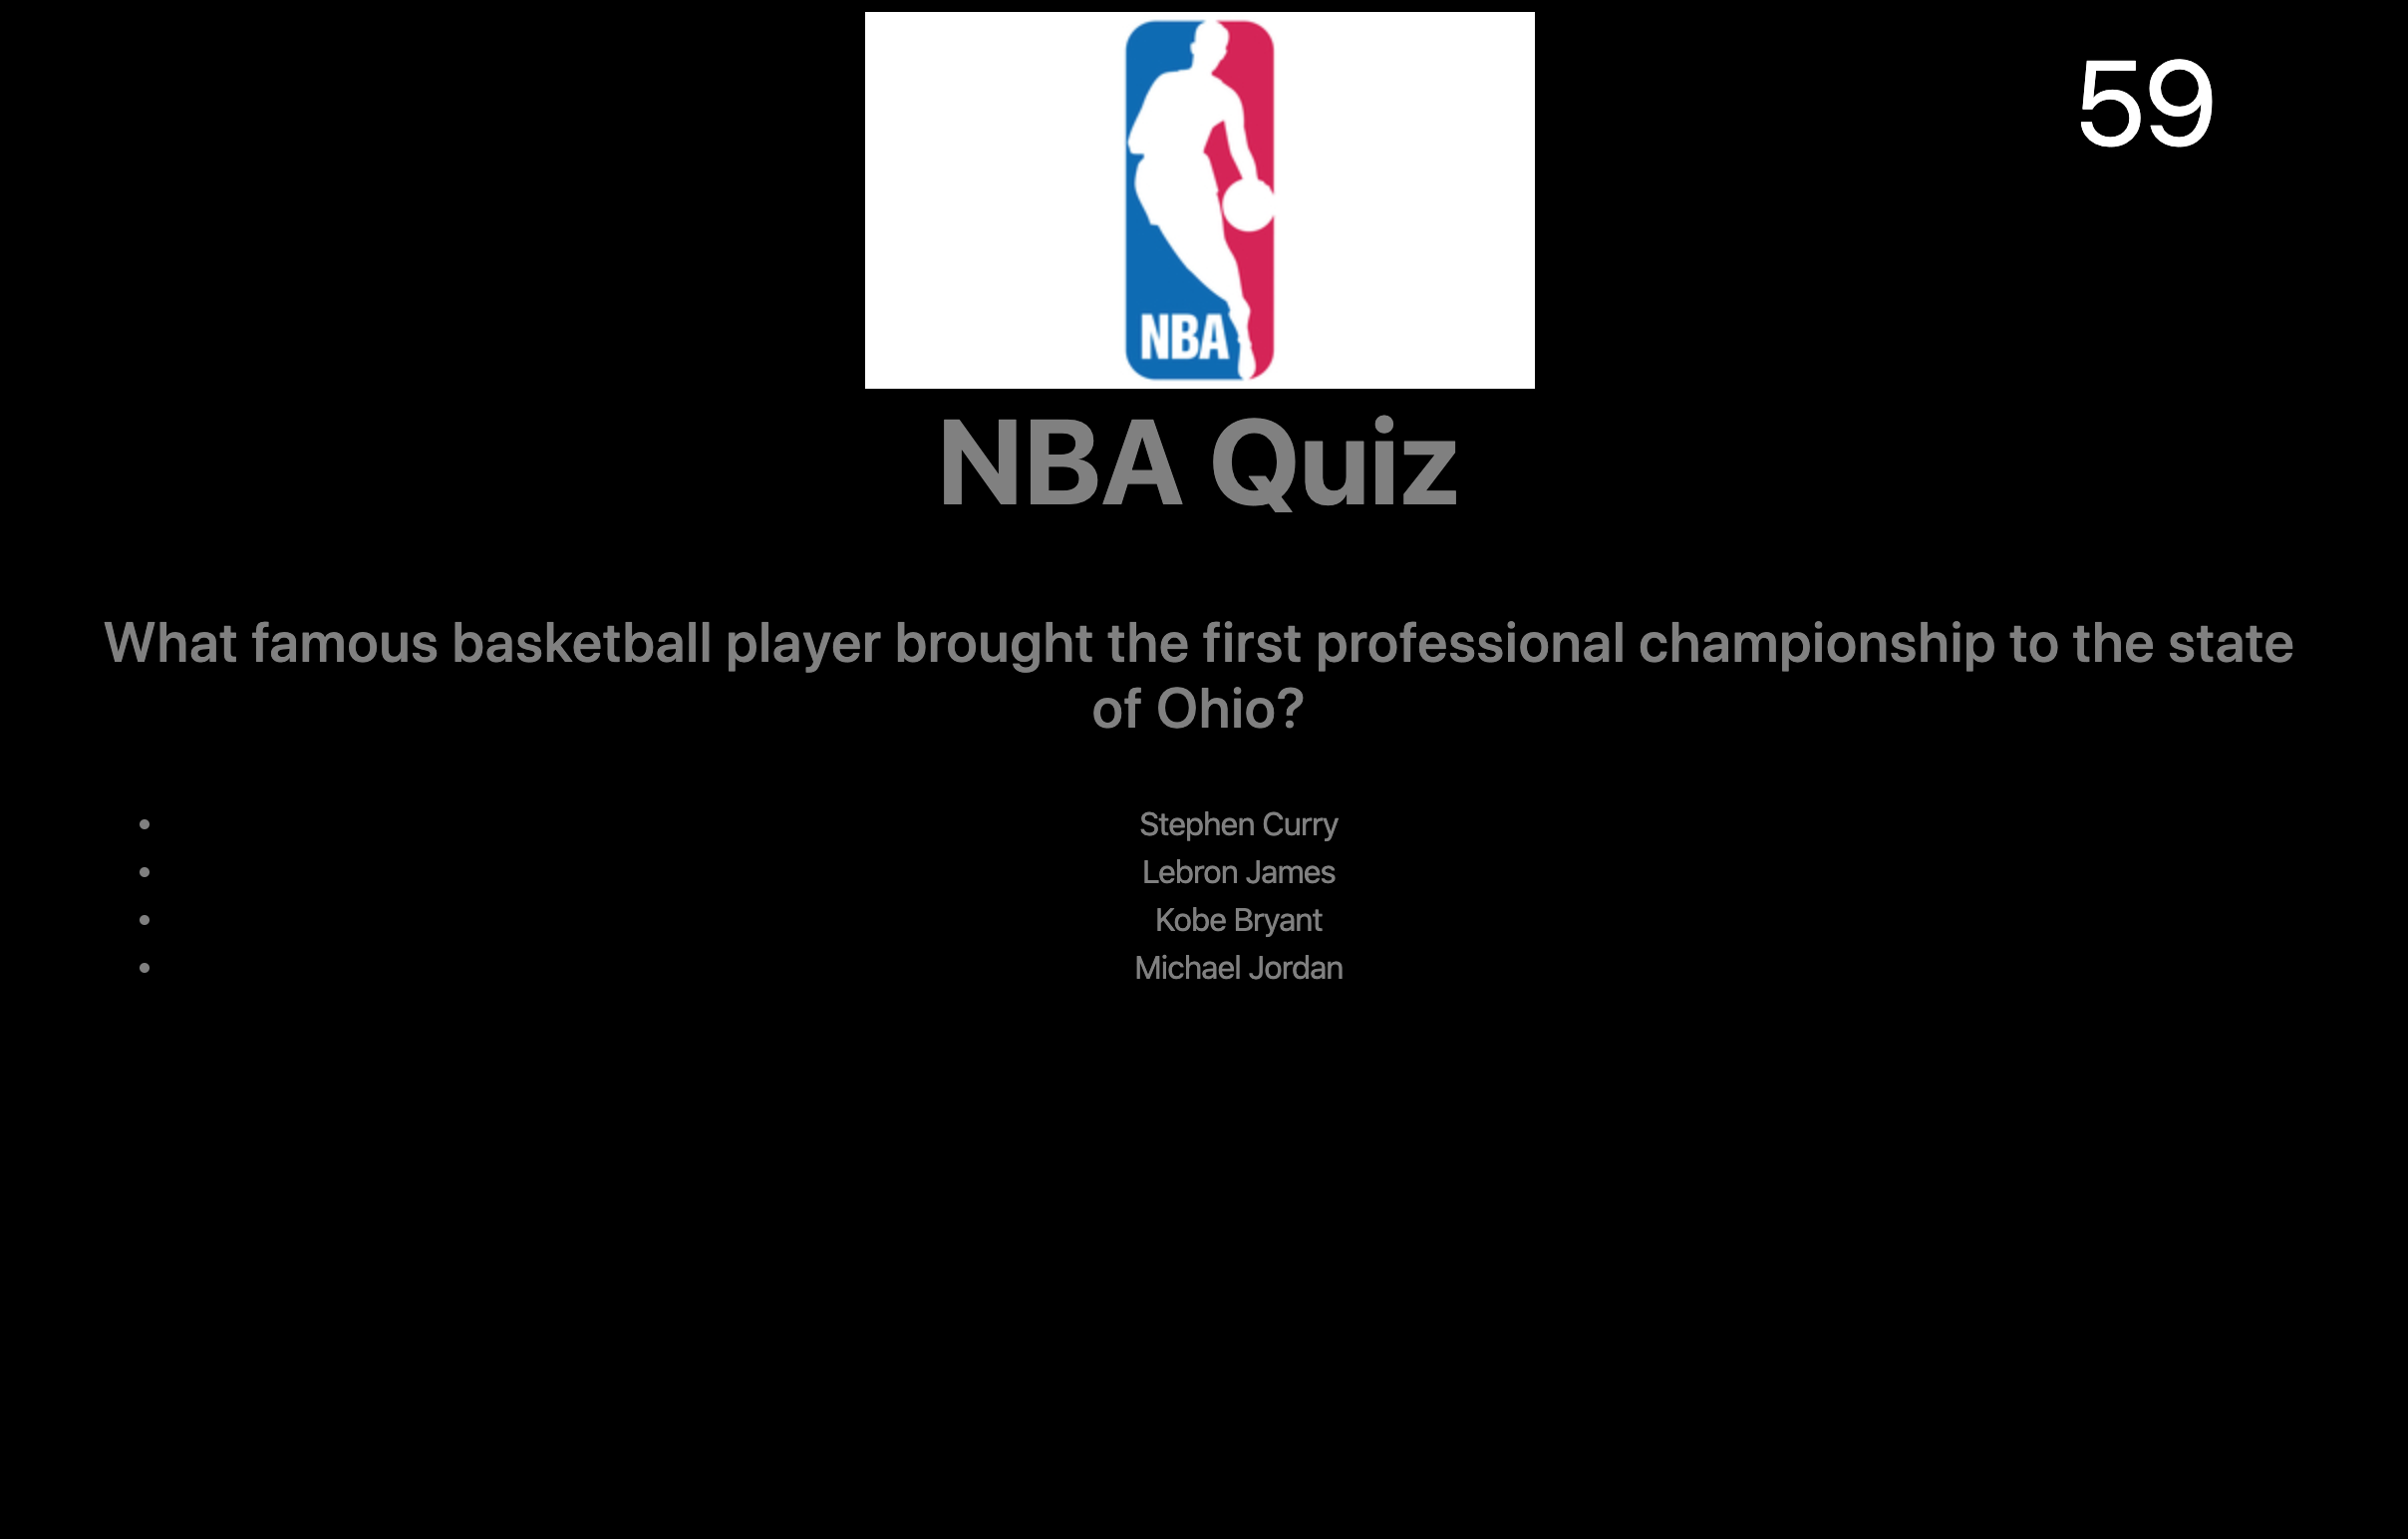 NBA
59
NBA Quiz
What famous basketball player brought the first professional championship to the state
of Ohio?
• Stephen Curry
• Lebron James
• Kobe Bryant
• Michael Jordan